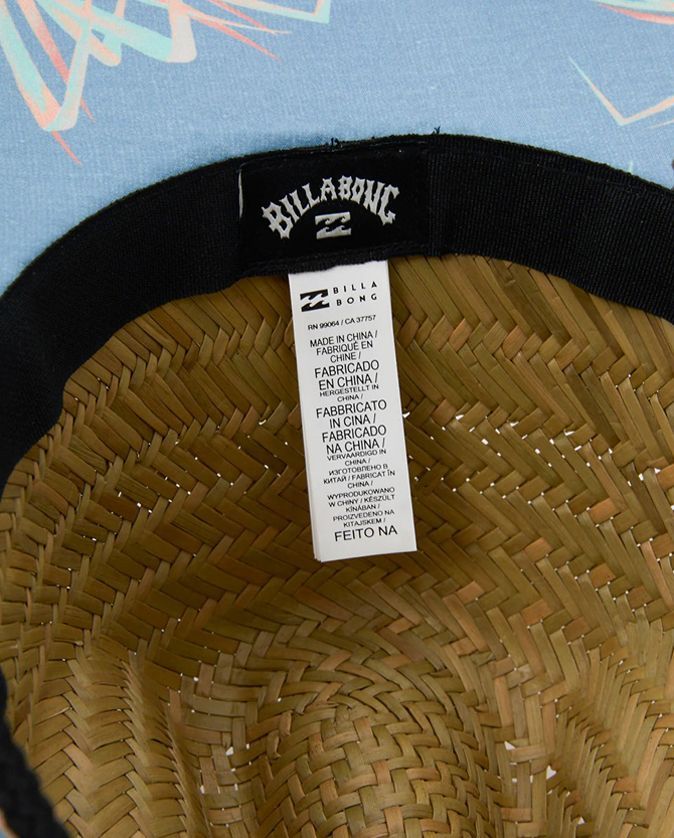 BILLABONG
BILLA
BONG
RN 99064 / CA 37757
MADE IN CHINA /
FABRIQUÉ EN
CHINE /
FABRICADO
EN CHINA /
HERGESTELLT IN
CHINA /
FABBRICATO
IN CINA /
FABRICADO
NA CHINA /
VERVAARDIGD IN
CHINA /
ИЗГОТОВЛЕНО В
КИТАЙ / FABRICAT ÎN
CHINA /
WYPRODUKOWANO
W CHINY / KÉSZÜLT
KÍNÁBAN /
PROIZVEDENO NA
KITAJSKEM /
FEITO NA